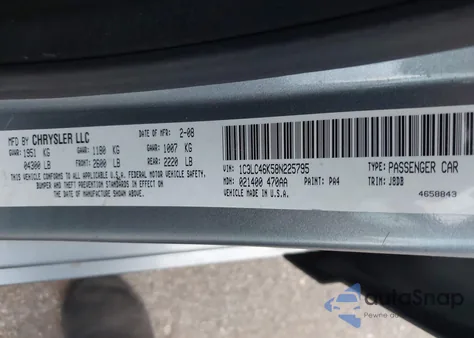 MFD BY CHRYSLER LLC DATE OF MFR 2-08
GVWR: 1951 KG GAWR: 1180 KG GAWR: 1007 KG
04300 LB FRONT: 2600 LB REAR: 2220 LB
THIS VEHICLE CONFORMS TO ALL APPLICABLE U.S.A. FEDERAL MOTOR VEHICLE SAFETY,
BUMPER AND THEFT PREVENTION STANDARDS IN EFFECT ON THE
DATE OF MANUFACTURE SHOWN ABOVE.
VIN: 1C3LC46K58N225795 TYPE: PASSENGER CAR
MDH: 021400 470AA PAINT: PA4 TRIM: J8DB
VEHICLE MADE IN U.S.A. 4658843
autoSnap